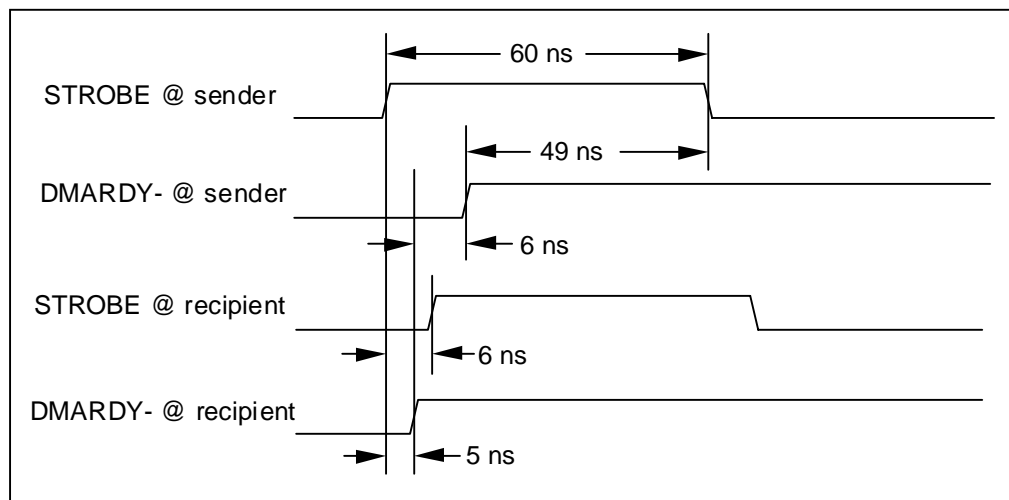 60 ns
STROBE @ sender
49 ns
DMARDY- @ sender
6 ns
STROBE @ recipient
6 ns
DMARDY- @ recipient
5 ns